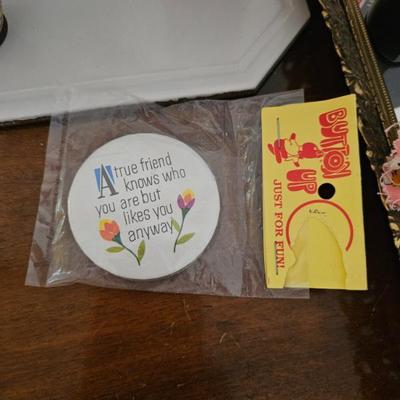 A true friend
knows who
you are but
likes you
anyway
BUTTON
UP
JUST FOR FUN!